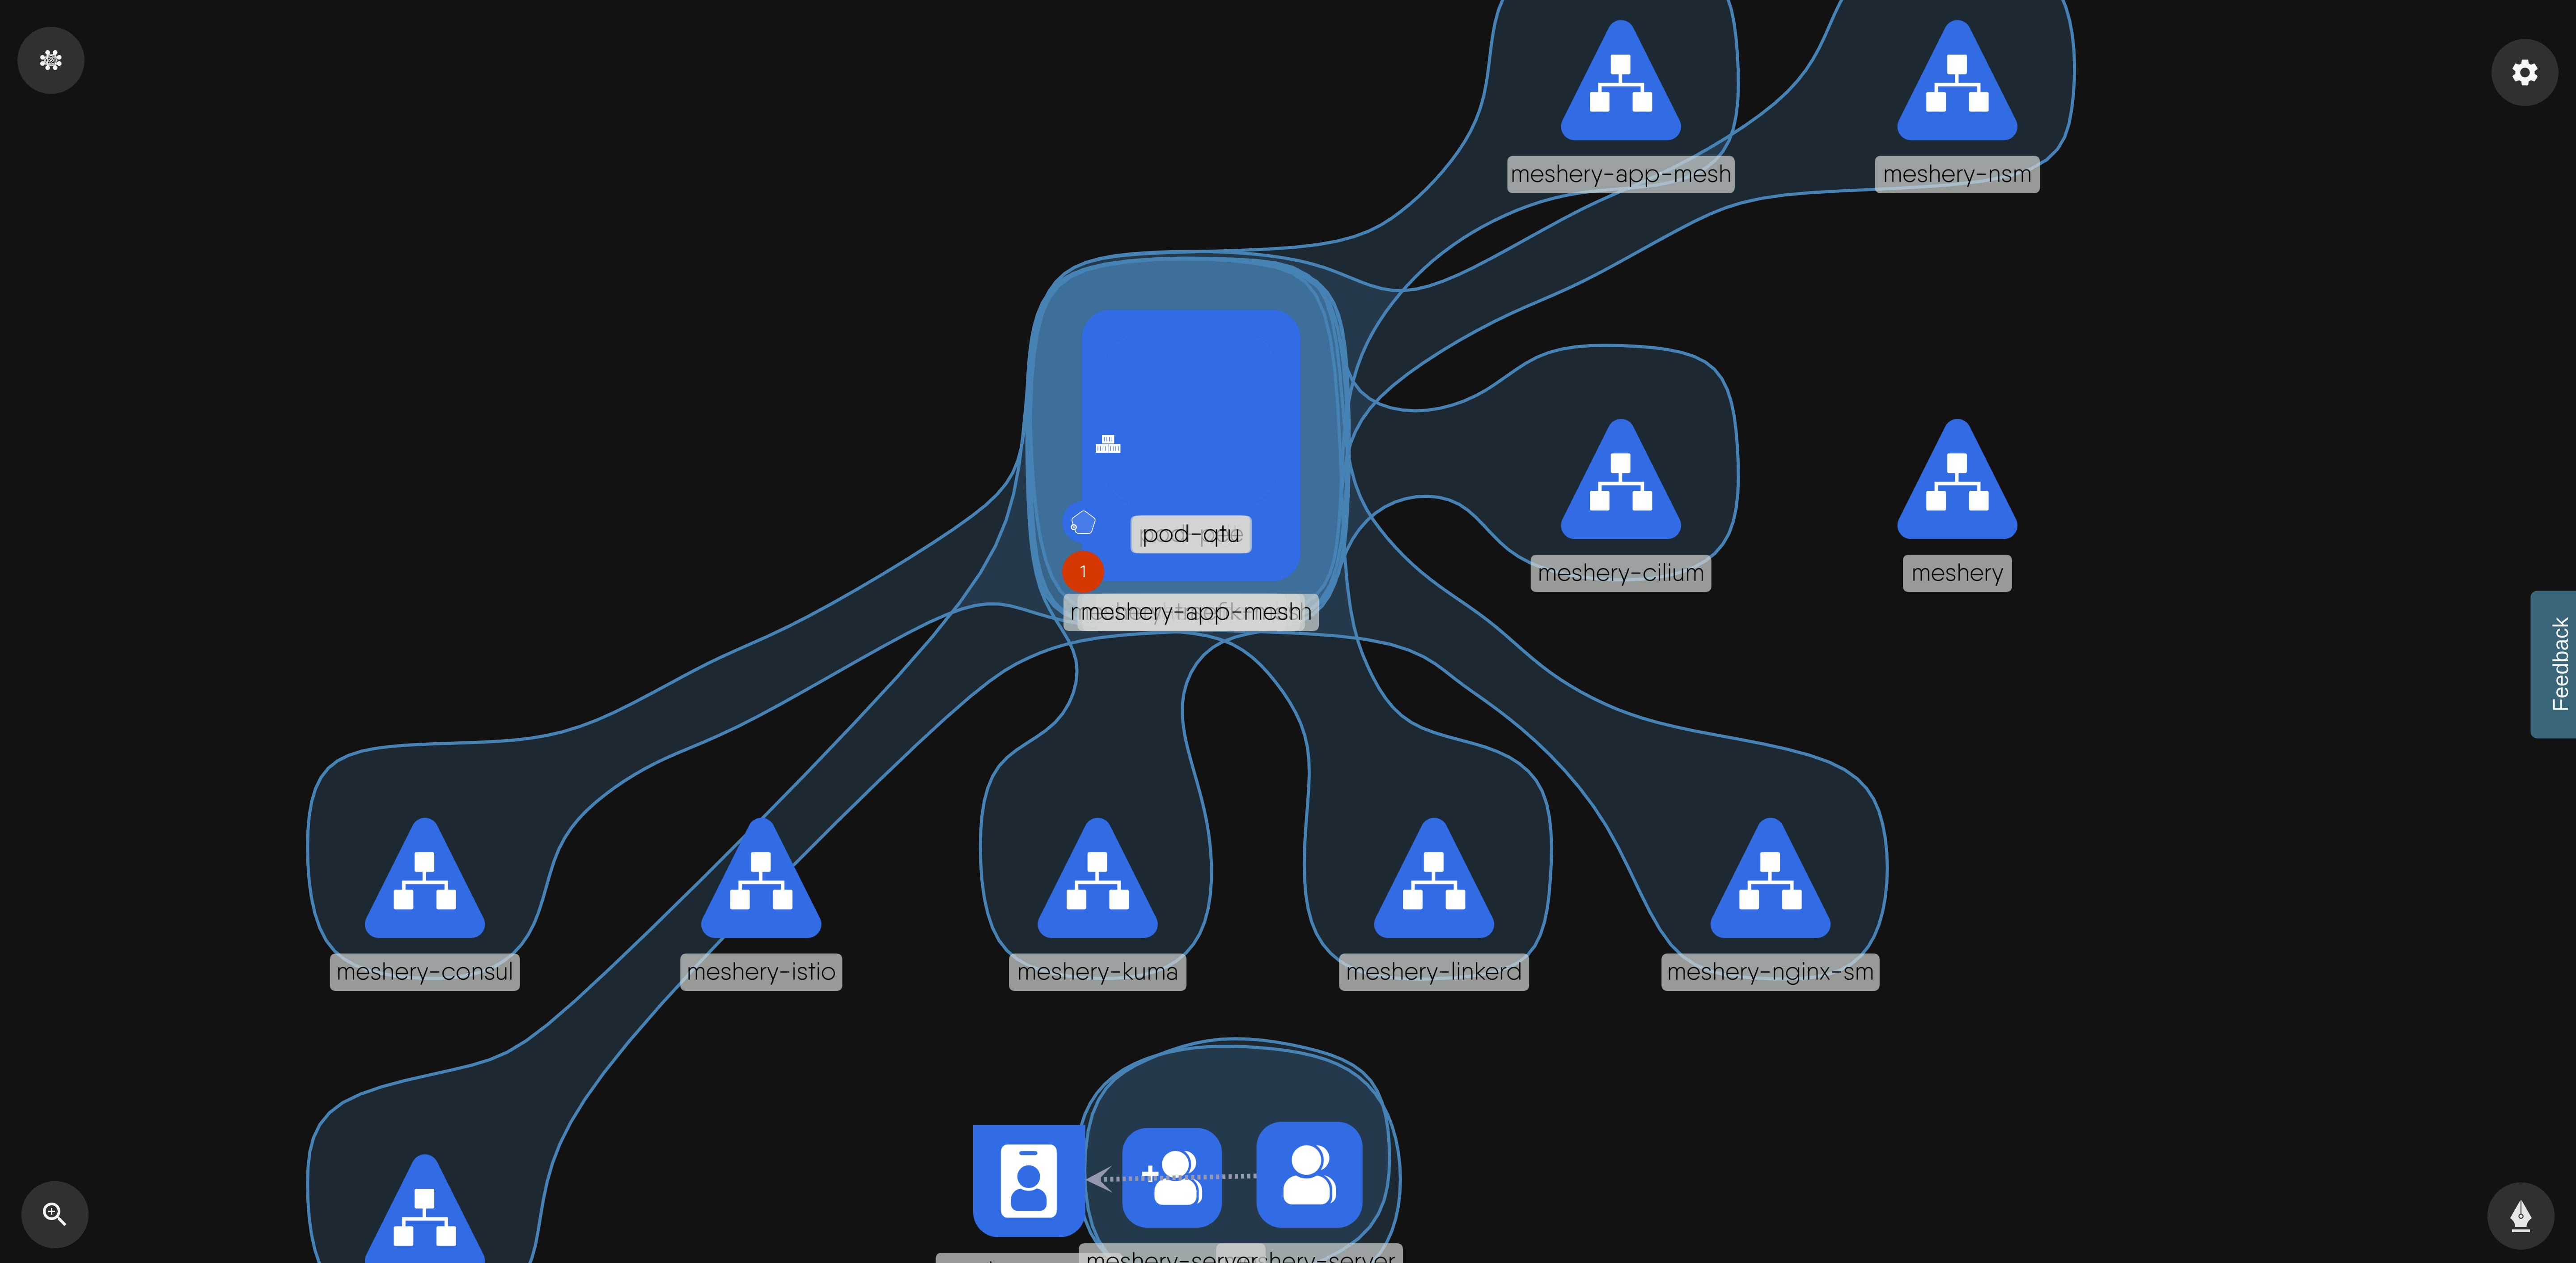 meshery-app-mesh
meshery-nsm
pod-qtu
meshery-cilium
meshery
1
meshery-app-mesh
Feedback
meshery-consul
meshery-istio
meshery-kuma
meshery-linkerd
meshery-nginx-sm
meshery-server